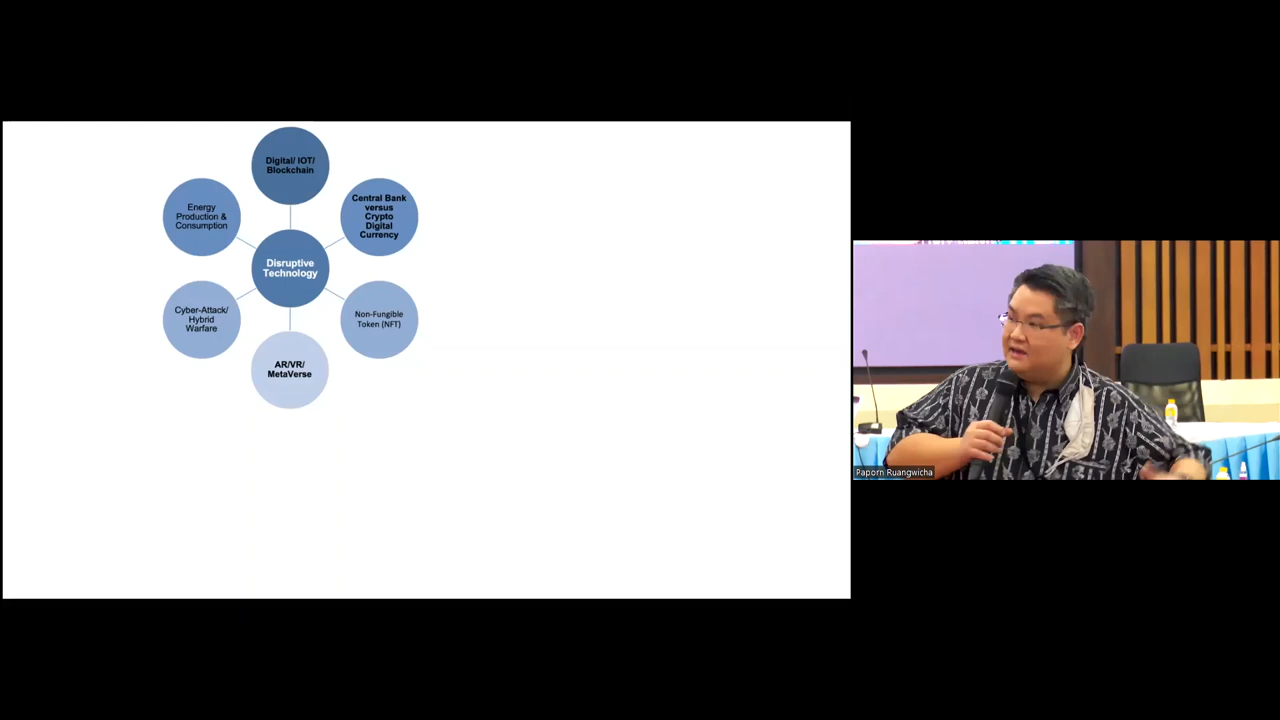 Digital/ IOT/
Blockchain
Energy
Production &
Consumption
Central Bank
versus
Crypto
Digital
Currency
Disruptive
Technology
Cyber-Attack/
Hybrid
Warfare
Non-Fungible
Token (NFT)
AR/VR/
MetaVerse
Paporn Ruangwicha